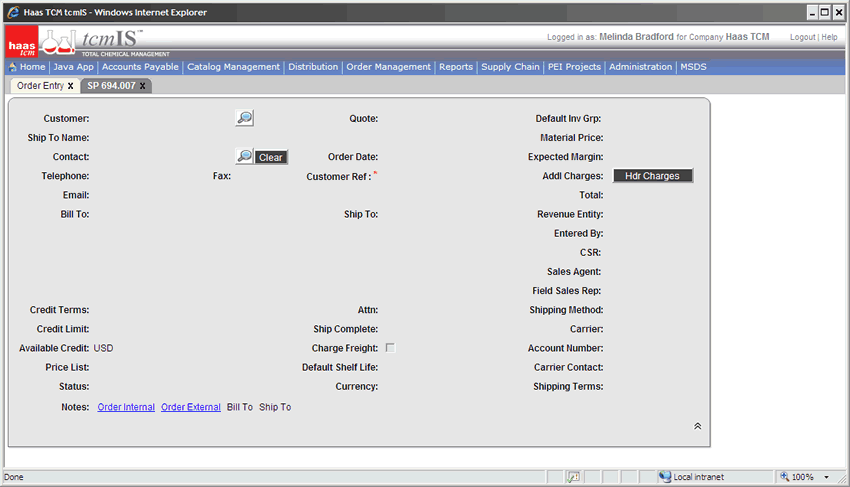 Haas TCM tcmIS - Windows Internet Explorer
haas tcm tcmIS™ Logged in as: Melinda Bradford for Company Haas TCM Logout | Help
TOTAL CHEMICAL MANAGEMENT
Home Java App Accounts Payable Catalog Management Distribution Order Management Reports Supply Chain PEI Projects Administration MSDS
Order Entry x SP 694.007 x
Customer: Quote: Default Inv Grp:
Ship To Name: Material Price:
Contact: Clear Order Date: Expected Margin:
Telephone: Fax: Customer Ref :* Addl Charges: Hdr Charges
Email: Total:
Bill To: Ship To: Revenue Entity:
Entered By:
CSR:
Sales Agent:
Field Sales Rep:
Credit Terms: Attn: Shipping Method:
Credit Limit: Ship Complete: Carrier:
Available Credit: USD Charge Freight: Account Number:
Price List: Default Shelf Life: Carrier Contact:
Status: Currency: Shipping Terms:
Notes: Order Internal Order External Bill To Ship To
Done Local intranet 100%